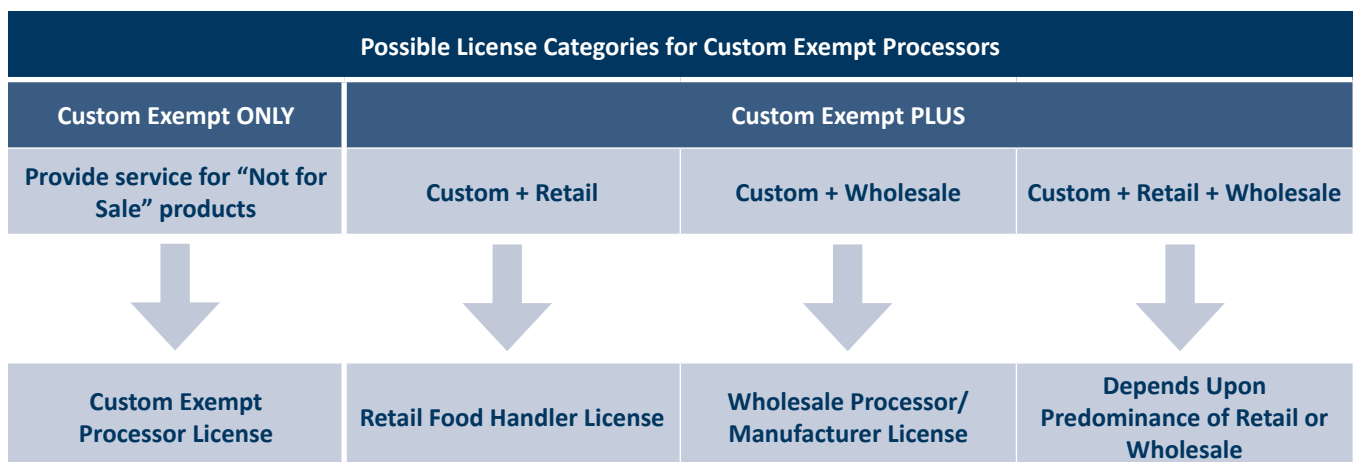 Possible License Categories for Custom Exempt Processors
Custom Exempt ONLY
Custom Exempt PLUS
Provide service for “Not for
Sale” products
Custom + Retail
Custom + Wholesale
Custom + Retail + Wholesale
Custom Exempt
Processor License
Retail Food Handler License
Wholesale Processor/
Manufacturer License
Depends Upon
Predominance of Retail or
Wholesale